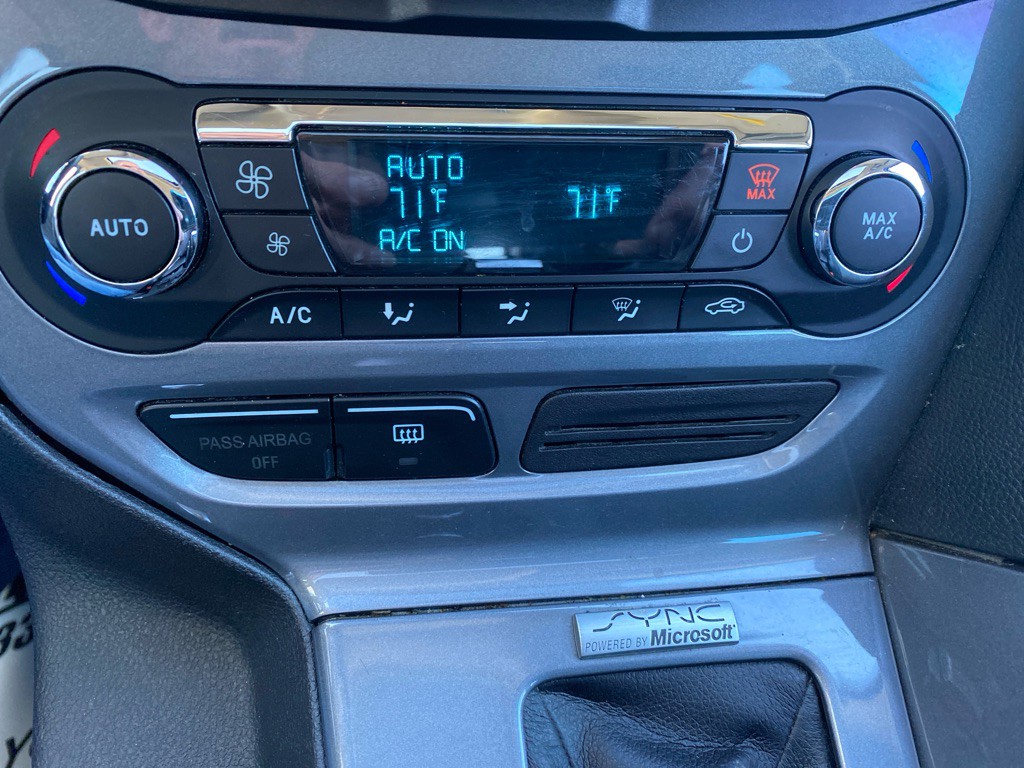 AUTO
AUTO
71°F
71°F
A/C ON
MAX
MAX
A/C
A/C
PASS AIRBAG
OFF
SYNC
POWERED BY Microsoft